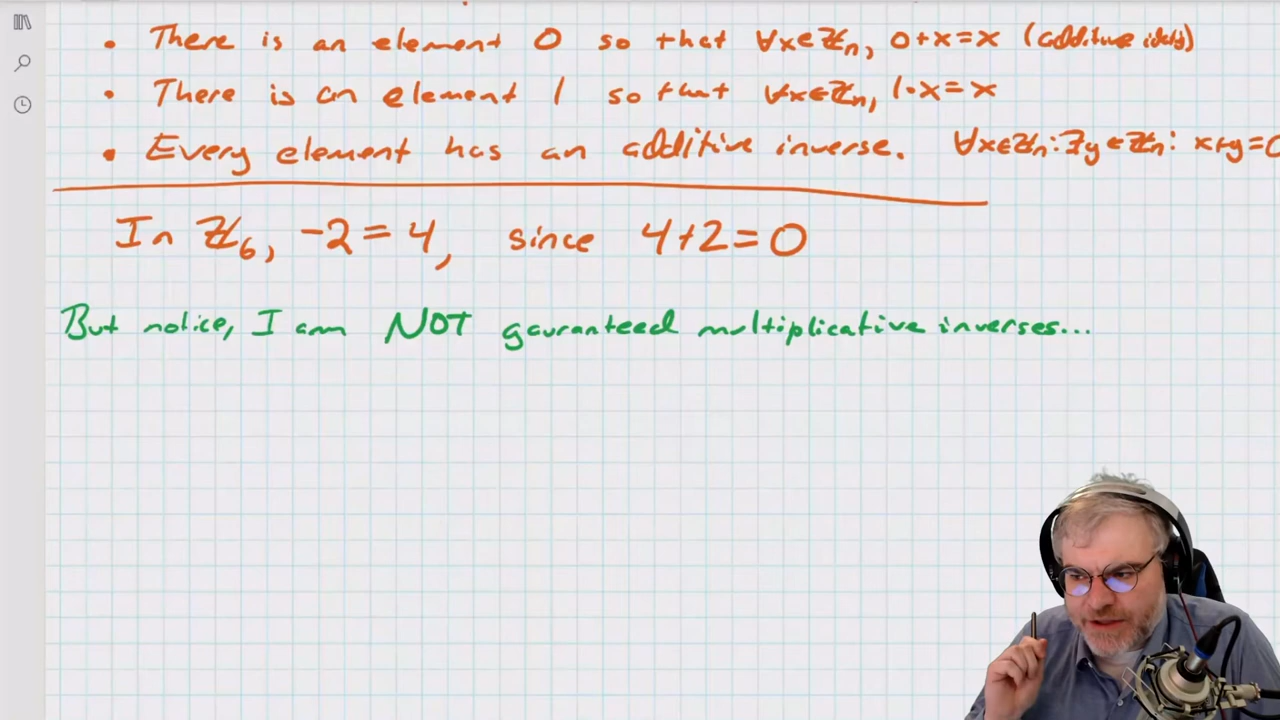 • There is an element 0 so that ∀x∈ℤn, 0+x=x (additive
• There is an element 1 so that ∀x∈ℤn, 1·x=x
• Every element has an additive inverse. ∀x∈ℤn:∃y∈ℤn: x+y=0
In ℤ6, -2=4, since 4+2=0
But notice, I am NOT gauranteed multiplicative inverses...